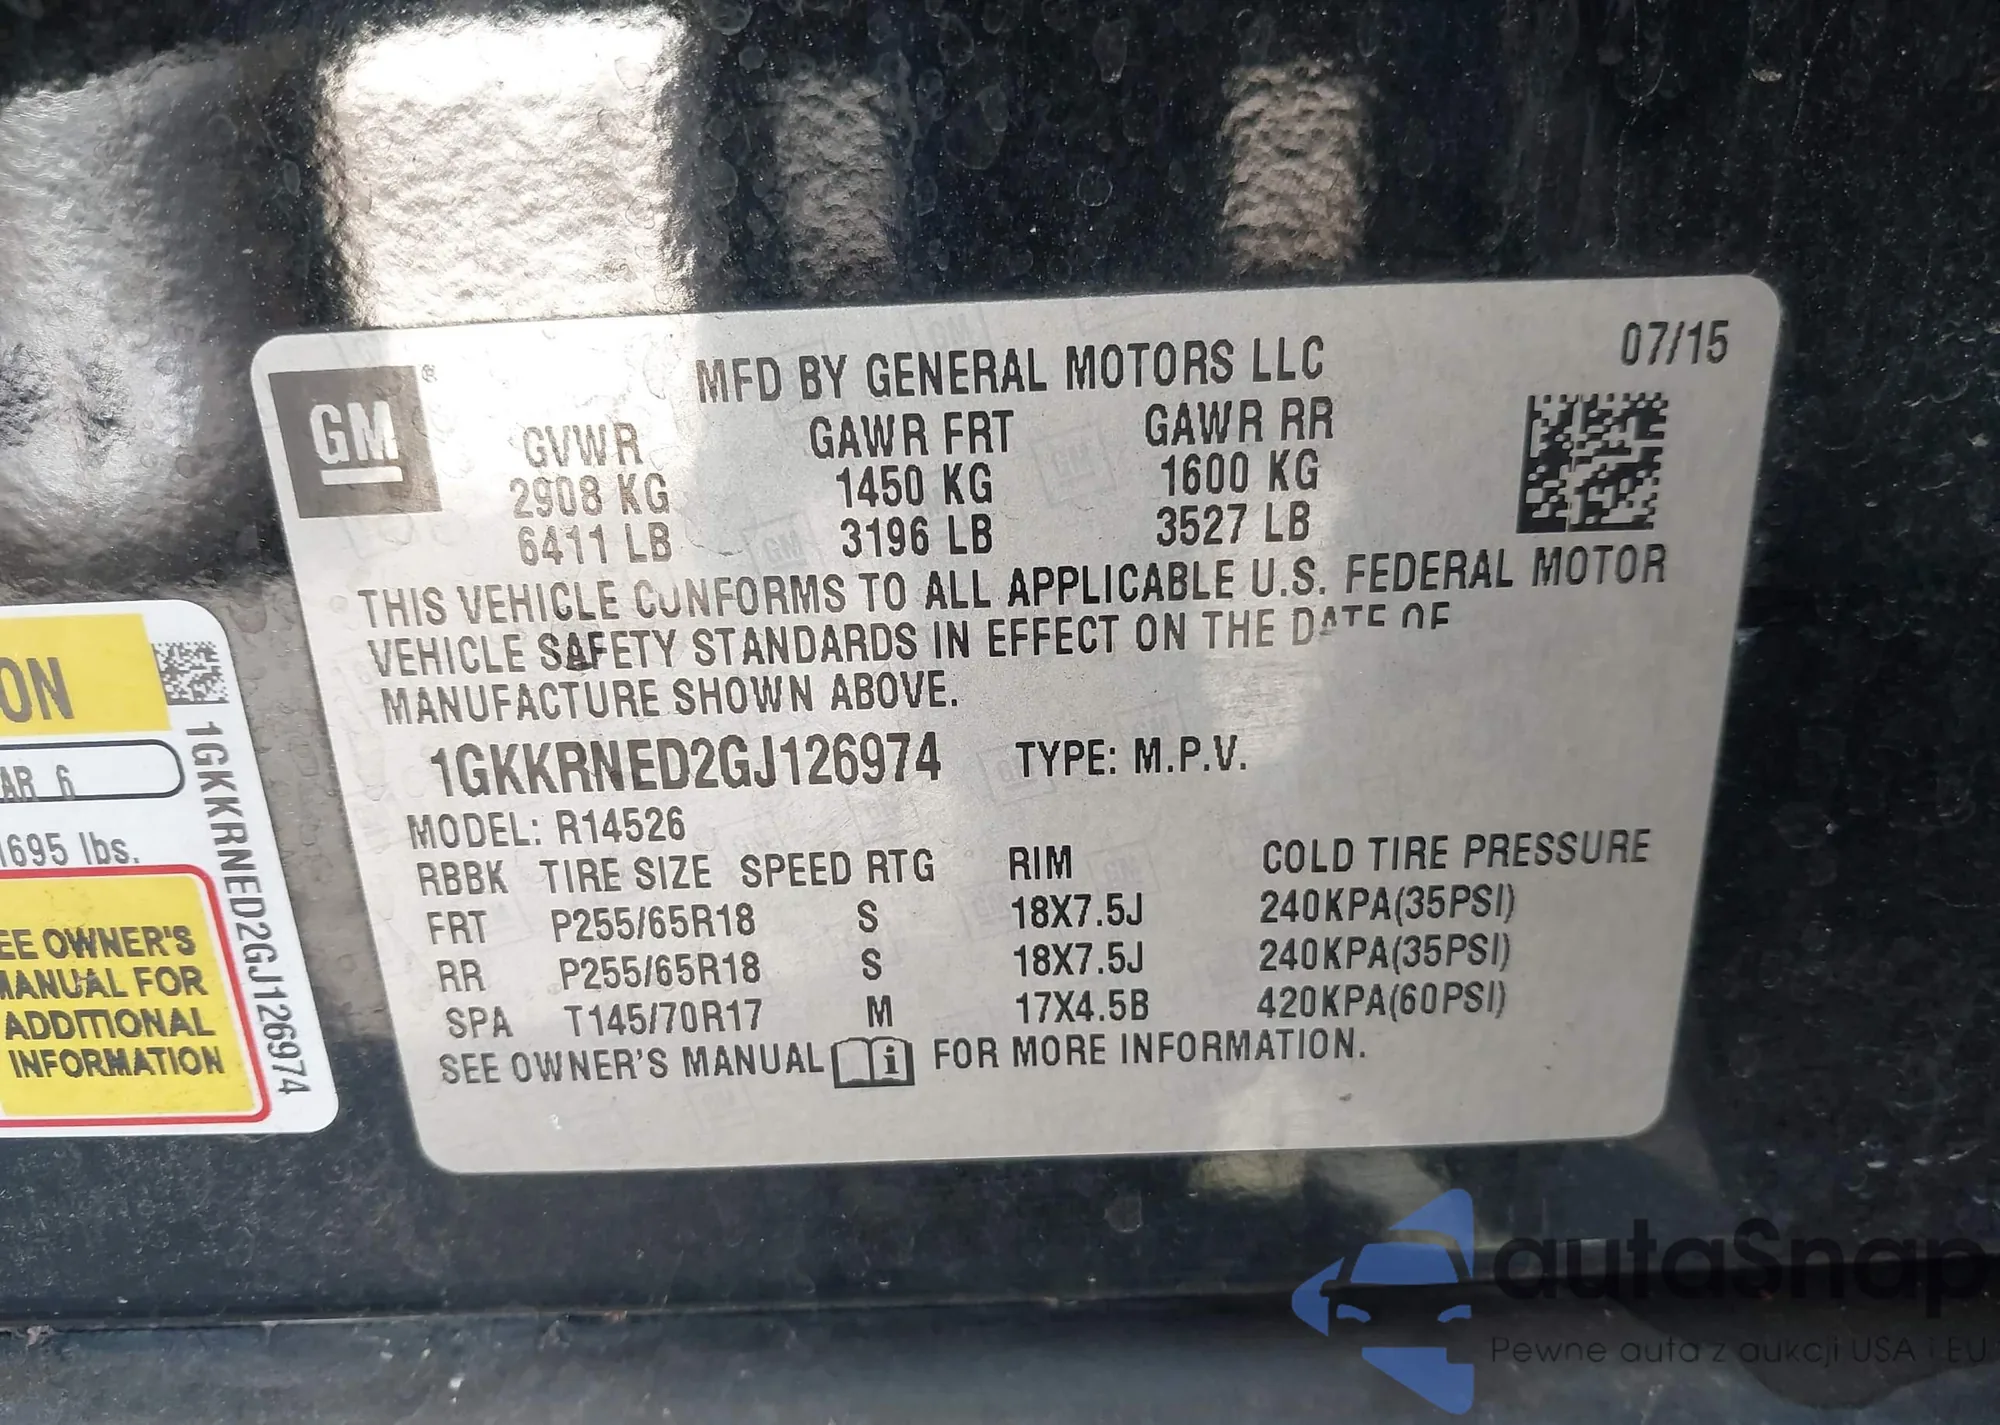 07/15
GM®
MFD BY GENERAL MOTORS LLC
GVWR GAWR FRT GAWR RR
2908 KG 1450 KG 1600 KG
6411 LB 3196 LB 3527 LB
THIS VEHICLE CONFORMS TO ALL APPLICABLE U.S. FEDERAL MOTOR
VEHICLE SAFETY STANDARDS IN EFFECT ON THE DATE OF
MANUFACTURE SHOWN ABOVE.
1GKKRNED2GJ126974 TYPE: M.P.V.
MODEL: R14526
RBBK TIRE SIZE SPEED RTG RIM COLD TIRE PRESSURE
FRT P255/65R18 S 18X7.5J 240KPA(35PSI)
RR P255/65R18 S 18X7.5J 240KPA(35PSI)
SPA T145/70R17 M 17X4.5B 420KPA(60PSI)
SEE OWNER'S MANUAL i FOR MORE INFORMATION.
ON
AR 6
1695 lbs.
EE OWNER'S
MANUAL FOR
ADDITIONAL
INFORMATION
1GKKRNED2GJ126974
autaSnap
Pewne auta z aukcji USA i EU